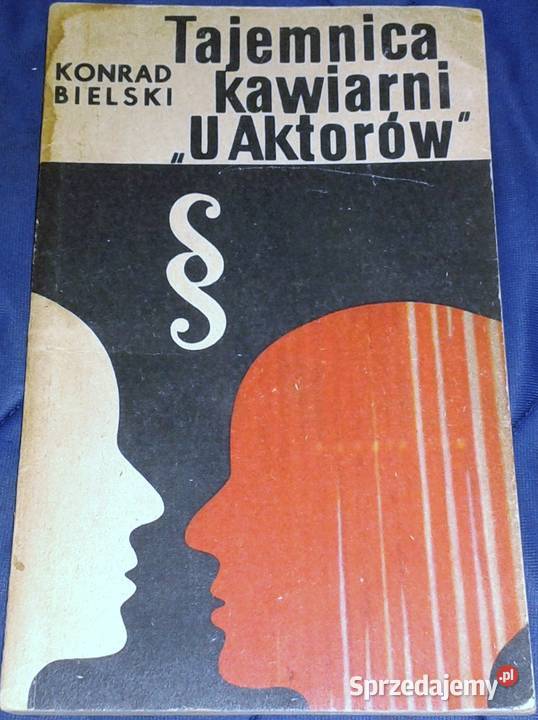 Tajemnica
KONRAD
BIELSKI
kawiarni
„U Aktorów"
§
Sprzedajemy.pl